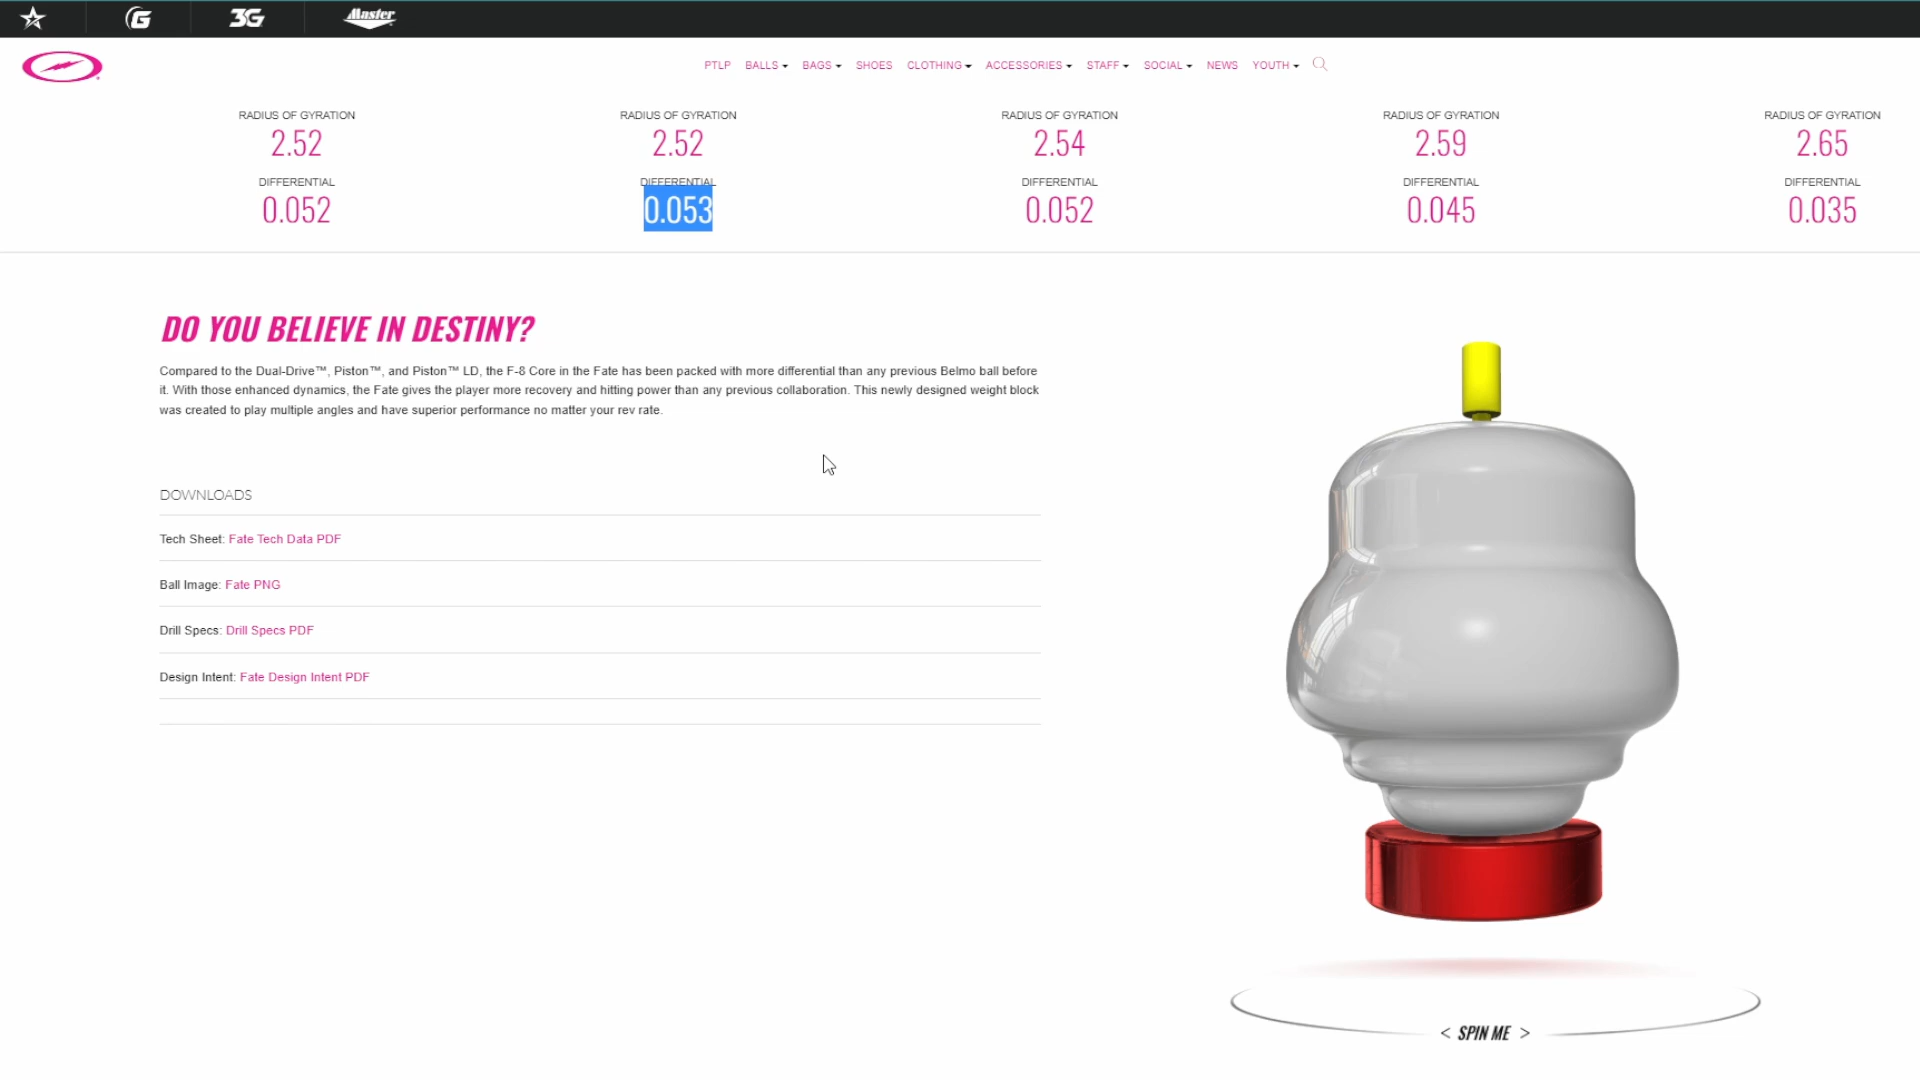 G 3G Master
PTLP BALLS BAGS SHOES CLOTHING ACCESSORIES STAFF SOCIAL NEWS YOUTH
RADIUS OF GYRATION RADIUS OF GYRATION RADIUS OF GYRATION RADIUS OF GYRATION RADIUS OF GYRATION
2.52 2.52 2.54 2.59 2.65
DIFFERENTIAL DIFFERENTIAL DIFFERENTIAL DIFFERENTIAL DIFFERENTIAL
0.052 0.053 0.052 0.045 0.035
DO YOU BELIEVE IN DESTINY?
Compared to the Dual-Drive™, Piston™, and Piston™ LD, the F-8 Core in the Fate has been packed with more differential than any previous Belmo ball before
it. With those enhanced dynamics, the Fate gives the player more recovery and hitting power than any previous collaboration. This newly designed weight block
was created to play multiple angles and have superior performance no matter your rev rate.
DOWNLOADS
Tech Sheet: Fate Tech Data PDF
Ball Image: Fate PNG
Drill Specs: Drill Specs PDF
Design Intent: Fate Design Intent PDF
< SPIN ME >